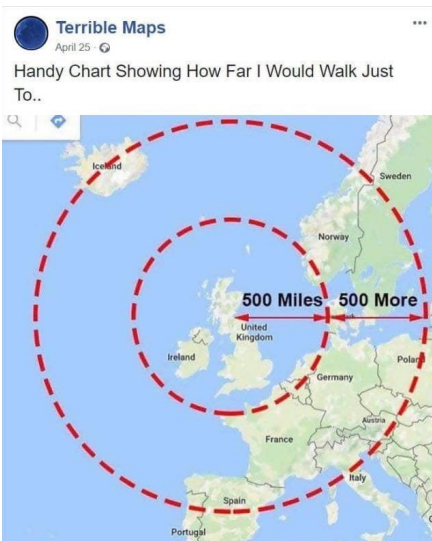 Terrible Maps
April 25 ·
Handy Chart Showing How Far I Would Walk Just
To..
Iceland
Sweden
Norway
500 Miles 500 More
United
Kingdom
Ireland
Poland
Germany
Austria
France
Italy
Spain
Portugal